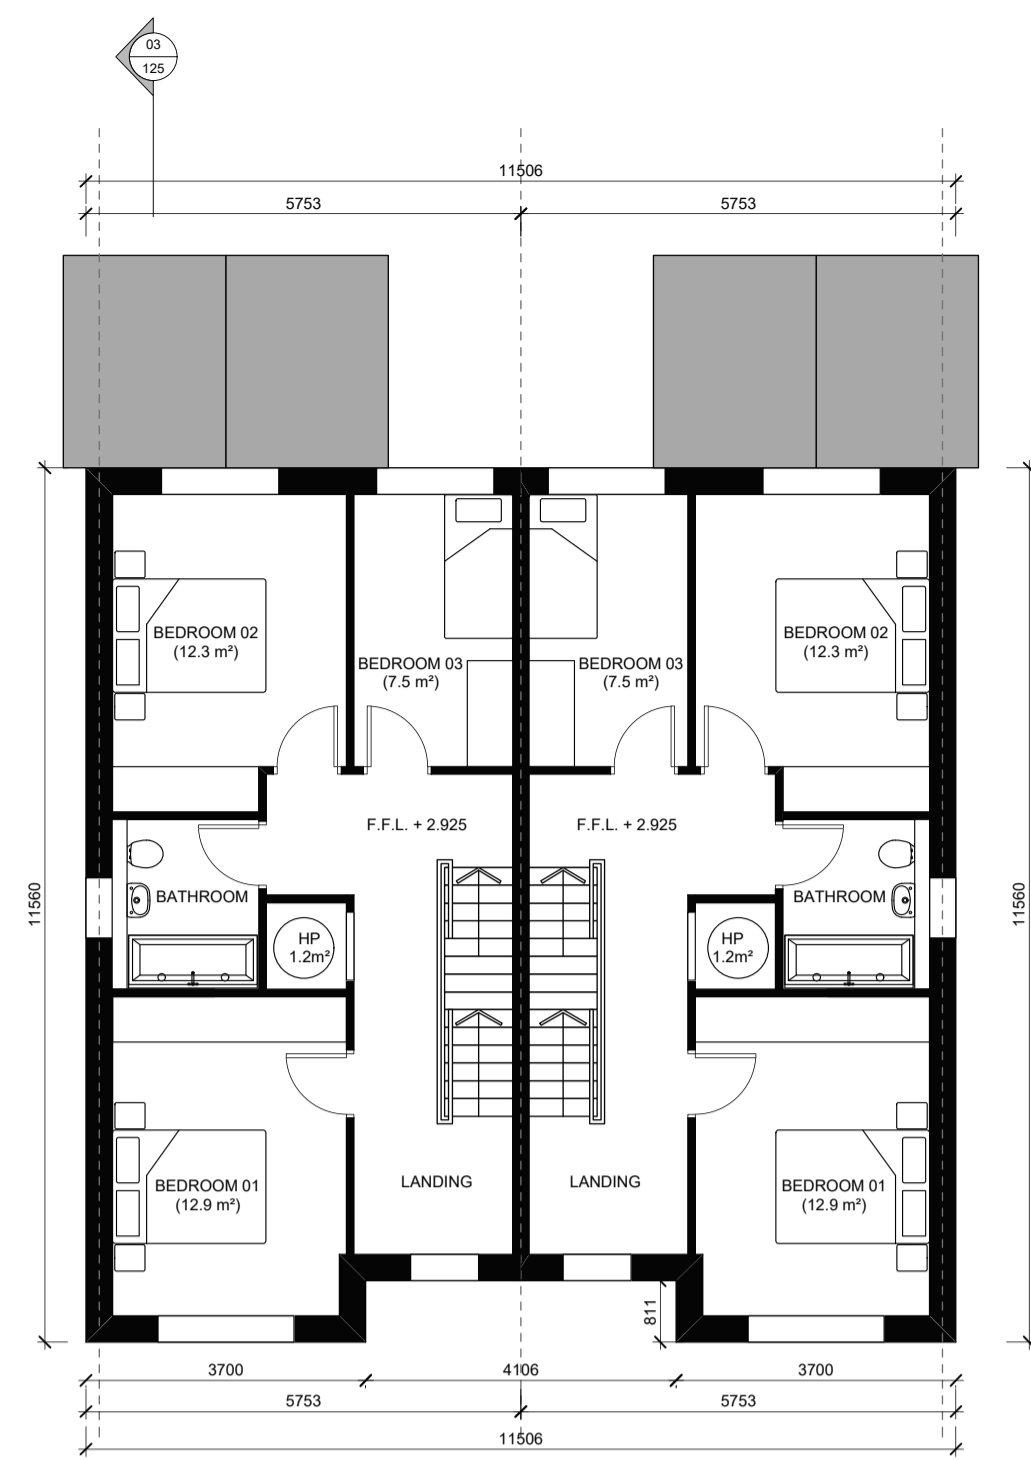 03
125
11506
5753 5753
BEDROOM 02
(12.3 m²)
BEDROOM 03
(7.5 m²)
BEDROOM 03
(7.5 m²)
BEDROOM 02
(12.3 m²)
F.F.L. + 2.925 F.F.L. + 2.925
11560
BATHROOM
HP
1.2m²
HP
1.2m²
BATHROOM
11560
BEDROOM 01
(12.9 m²)
LANDING LANDING
BEDROOM 01
(12.9 m²)
811
3700 4106 3700
5753 5753
11506